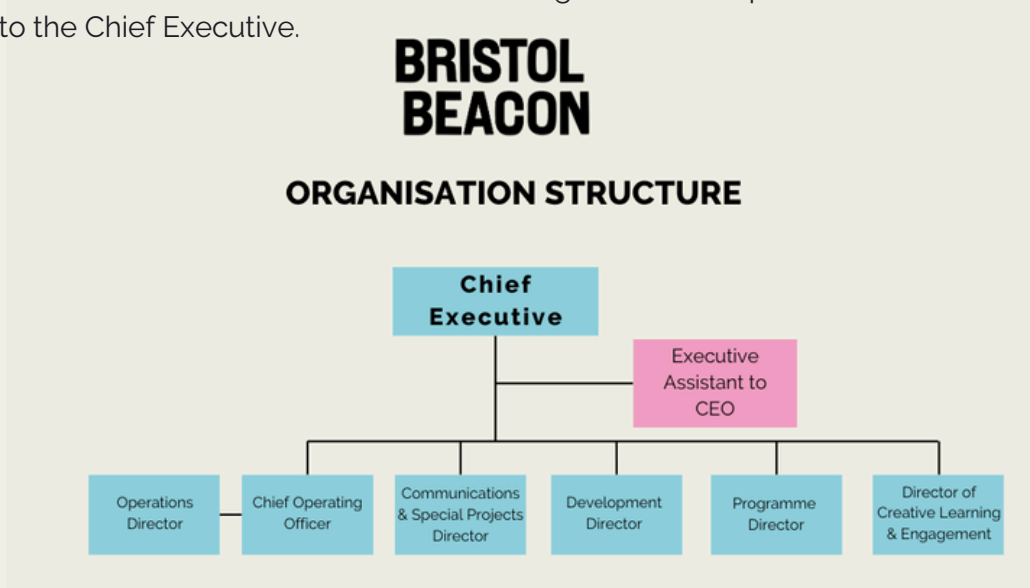 to the Chief Executive.
BRISTOL
BEACON
ORGANISATION STRUCTURE
Chief
Executive
Executive
Assistant to
CEO
Operations
Director
Chief Operating
Officer
Communications
& Special Projects
Director
Development
Director
Programme
Director
Director of
Creative Learning
& Engagement